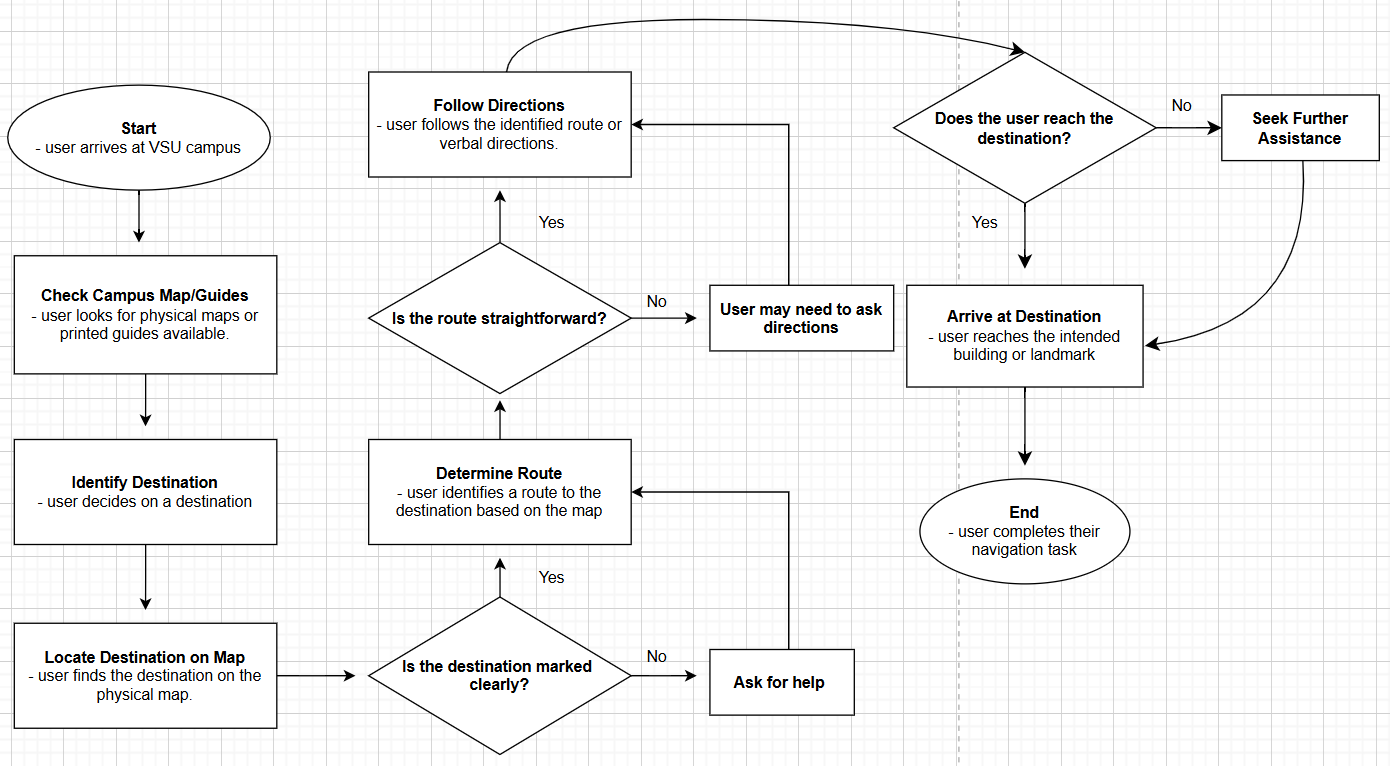 Start
- user arrives at VSU campus
Check Campus Map/Guides
- user looks for physical maps or
printed guides available.
Identify Destination
- user decides on a destination
Locate Destination on Map
- user finds the destination on the
physical map.
Is the destination marked
clearly?
No
Ask for help
Yes
Determine Route
- user identifies a route to the
destination based on the map
Is the route straightforward?
No
User may need to ask
directions
Yes
Follow Directions
- user follows the identified route or
verbal directions.
Does the user reach the
destination?
No
Seek Further
Assistance
Yes
Arrive at Destination
- user reaches the intended
building or landmark
End
- user completes their
navigation task